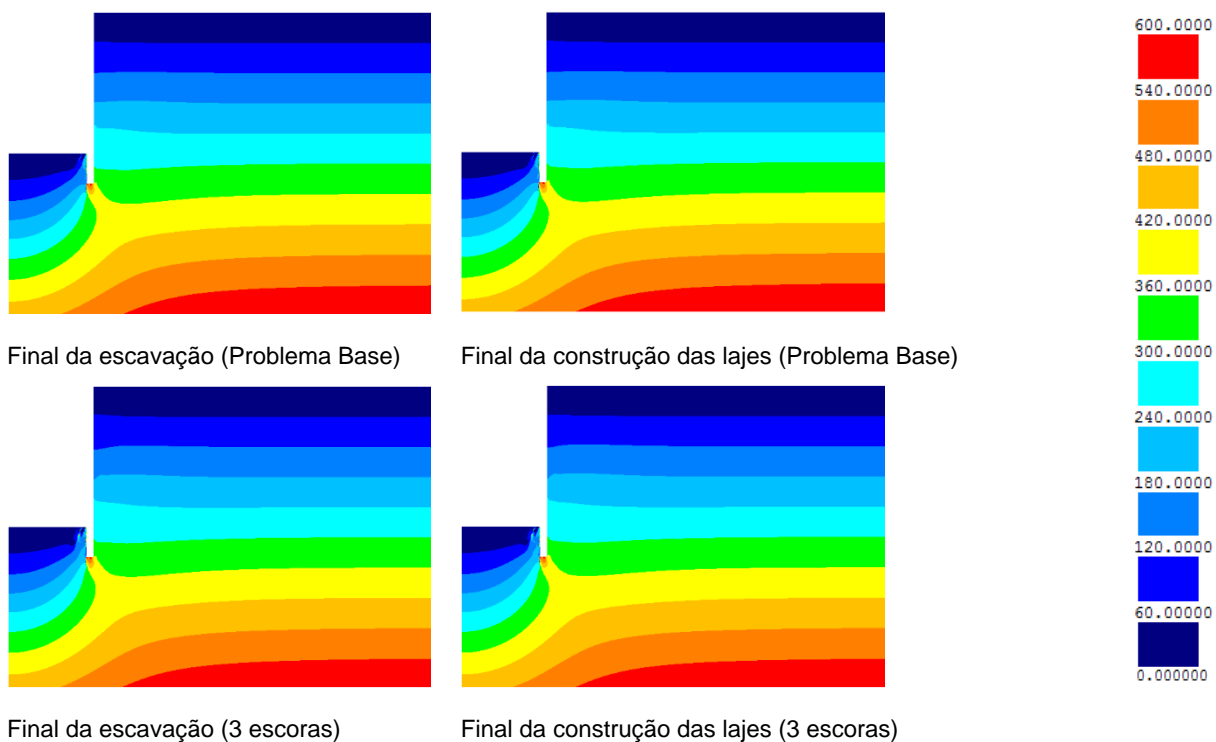 600.0000
540.0000
480.0000
420.0000
360.0000
300.0000
240.0000
180.0000
120.0000
60.00000
0.000000
Final da escavação (Problema Base)
Final da construção das lajes (Problema Base)
Final da escavação (3 escoras)
Final da construção das lajes (3 escoras)